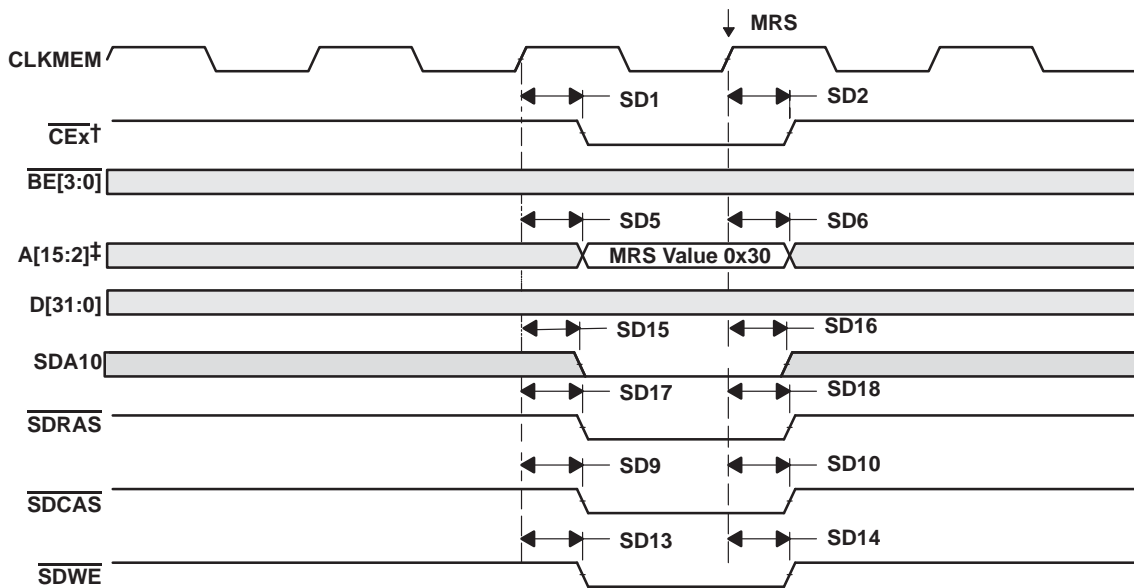 MRS
CLKMEM
SD1 SD2
CEx†
BE[3:0]
SD5 SD6
A[15:2]‡ MRS Value 0x30
D[31:0]
SD15 SD16
SDA10
SD17 SD18
SDRAS
SD9 SD10
SDCAS
SD13 SD14
SDWE